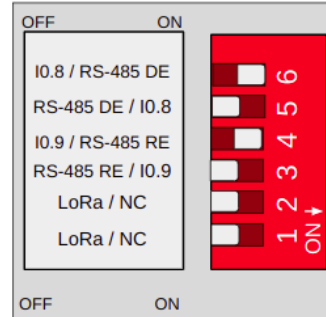 OFF ON
I0.8 / RS-485 DE 6
RS-485 DE / I0.8 5
I0.9 / RS-485 RE 4
RS-485 RE / I0.9 3
LoRa / NC 2
LoRa / NC 1
ON
OFF ON